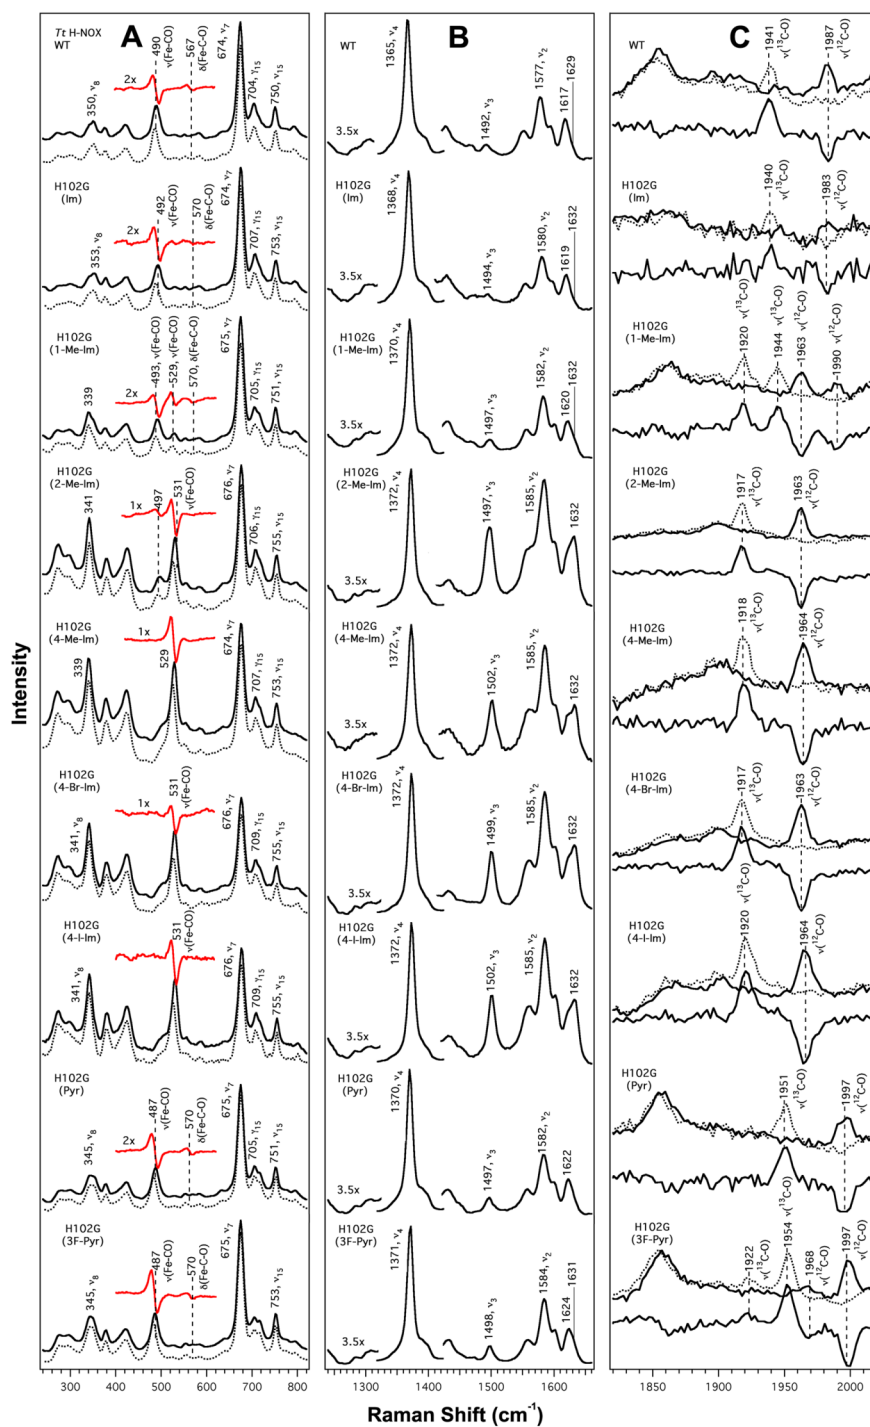 A
B
C
Tt H-NOX
WT
490
ν(Fe-CO)
567
δ(Fe-C-O)
674, ν7
704, γ15
750, ν15
350, ν8
2x
WT
1365, ν4
3.5x
1492, ν3
1577, ν2
1617
1629
WT
1941
ν(13C-O)
1987
ν(12C-O)
H102G
(Im)
492
ν(Fe-CO)
570
δ(Fe-C-O)
674, ν7
707, γ15
753, ν15
353, ν8
2x
H102G
(Im)
1368, ν4
3.5x
1494, ν3
1580, ν2
1619
1632
H102G
(Im)
1940
ν(13C-O)
1983
ν(12C-O)
H102G
(1-Me-Im)
493, ν(Fe-CO)
529, ν(Fe-CO)
570, δ(Fe-C-O)
675, ν7
705, γ15
751, ν15
339
2x
H102G
(1-Me-Im)
1370, ν4
3.5x
1497, ν3
1582, ν2
1620
1632
H102G
(1-Me-Im)
1920
ν(13C-O)
1944
ν(13C-O)
1963
ν(12C-O)
1990
ν(12C-O)
H102G
(2-Me-Im)
497
531
ν(Fe-CO)
676, ν7
706, γ15
755, ν15
341
1x
H102G
(2-Me-Im)
1372, ν4
3.5x
1497, ν3
1585, ν2
1632
H102G
(2-Me-Im)
1917
ν(13C-O)
1963
ν(12C-O)
H102G
(4-Me-Im)
1x
529
674, ν7
707, γ15
753, ν15
339
H102G
(4-Me-Im)
1372, ν4
3.5x
1502, ν3
1585, ν2
1632
H102G
(4-Me-Im)
1918
ν(13C-O)
1964
ν(12C-O)
H102G
(4-Br-Im)
1x
531
ν(Fe-CO)
676, ν7
709, γ15
755, ν15
341, ν8
H102G
(4-Br-Im)
1372, ν4
3.5x
1499, ν3
1585, ν2
1632
H102G
(4-Br-Im)
1917
ν(13C-O)
1963
ν(12C-O)
H102G
(4-I-Im)
531
ν(Fe-CO)
676, ν7
709, γ15
755, ν15
341, ν8
H102G
(4-I-Im)
1372, ν4
3.5x
1502, ν3
1585, ν2
1632
H102G
(4-I-Im)
1920
ν(13C-O)
1964
ν(12C-O)
H102G
(Pyr)
487
ν(Fe-CO)
570
δ(Fe-C-O)
675, ν7
705, γ15
751, ν15
345, ν8
2x
H102G
(Pyr)
1370, ν4
3.5x
1497, ν3
1582, ν2
1622
H102G
(Pyr)
1951
ν(13C-O)
1997
ν(12C-O)
H102G
(3F-Pyr)
487
ν(Fe-CO)
570
δ(Fe-C-O)
675, ν7
753, ν15
345, ν8
H102G
(3F-Pyr)
1371, ν4
3.5x
1498, ν3
1584, ν2
1624
1631
H102G
(3F-Pyr)
1922
ν(13C-O)
1954
ν(13C-O)
1968
ν(12C-O)
1997
ν(12C-O)
Intensity
300 400 500 600 700 800
1300 1400 1500 1600
1850 1900 1950 2000
Raman Shift (cm-1)